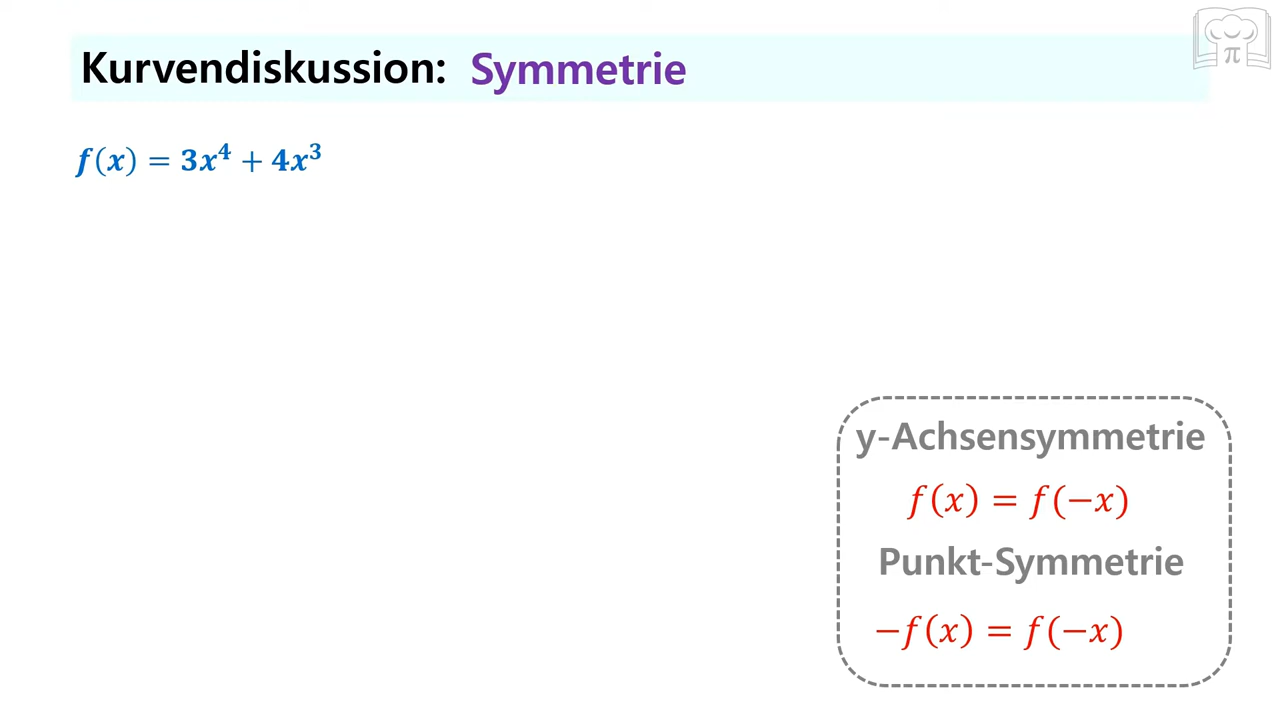 Kurvendiskussion: Symmetrie
f(x) = 3x⁴ + 4x³
y-Achsensymmetrie
f(x) = f(−x)
Punkt-Symmetrie
−f(x) = f(−x)
π